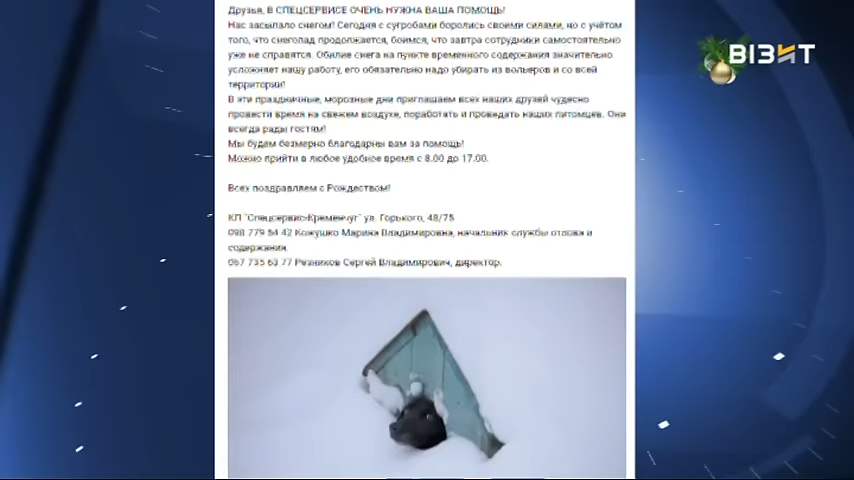 Друзья, В СПЕЦСЕРВИСЕ ОЧЕНЬ НУЖНА ВАША ПОМОЩЬ!
ВІЗИТ
Нас засыпало снегом! Сегодня с сугробами боролись своими силами, но с учётом
того, что снегопад продолжается, боимся, что завтра сотрудники самостоятельно
уже не справятся. Обилие снега на пункте временного содержания значительно
усложняет нашу работу, его обязательно надо убирать из вольеров и со всей
территории!
В эти праздничные, морозные дни приглашаем всех наших друзей чудесно
провести время на свежем воздухе, поработать и проведать наших питомцев. Они
всегда рады гостям!
Мы будем безмерно благодарны вам за помощь!
Можно прийти в любое удобное время с 8.00 до 17.00.
Всех поздравляем с Рождеством!
КП "Спецсервис-Кременчуг" ул. Горького, 48/75
098 779 54 42 Кожушко Марина Владимировна, начальник службы отлова и
содержания.
067 735 63 77 Резников Сергей Владимирович, директор.